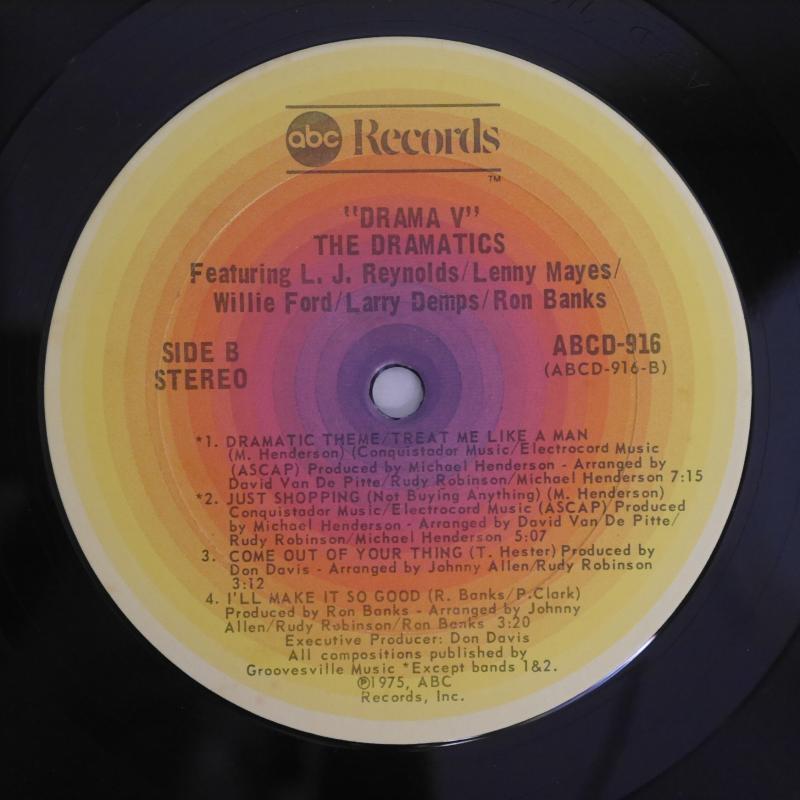 abc Records
TM
"DRAMA V"
THE DRAMATICS
Featuring L. J. Reynolds/Lenny Mayes/
Willie Ford/Larry Demps/Ron Banks
SIDE B
STEREO
ABCD-916
(ABCD-916-B)
*1. DRAMATIC THEME/TREAT ME LIKE A MAN
(M. Henderson) (Conquistador Music/Electrocord Music
(ASCAP) Produced by Michael Henderson - Arranged by
David Van De Pitte/Rudy Robinson/Michael Henderson 7:15
*2. JUST SHOPPING (Not Buying Anything) (M. Henderson)
Conquistador Music/Electrocord Music (ASCAP) Produced
by Michael Henderson - Arranged by David Van De Pitte/
Rudy Robinson/Michael Henderson 5:07
3. COME OUT OF YOUR THING (T. Hester) Produced by
Don Davis - Arranged by Johnny Allen/Rudy Robinson
3:12
4. I'LL MAKE IT SO GOOD (R. Banks/P.Clark)
Produced by Ron Banks - Arranged by Johnny
Allen/Rudy Robinson/Ron Banks 3:20
Executive Producer: Don Davis
All compositions published by
Groovesville Music *Except bands 1&2.
℗1975, ABC
Records, Inc.